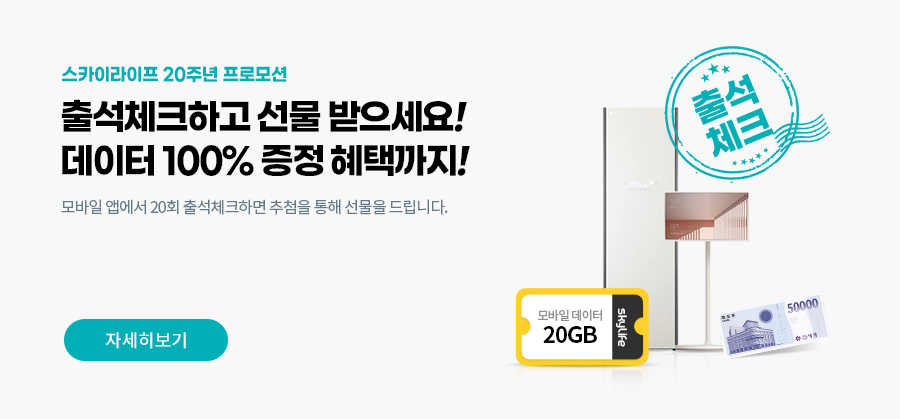 스카이라이프 20주년 프로모션
출석체크하고 선물 받으세요!
데이터 100% 증정 혜택까지!
모바일 앱에서 20회 출석체크하면 추첨을 통해 선물을 드립니다.
자세히보기
출석
체크
모바일 데이터
20GB
skylife
50000
신세계